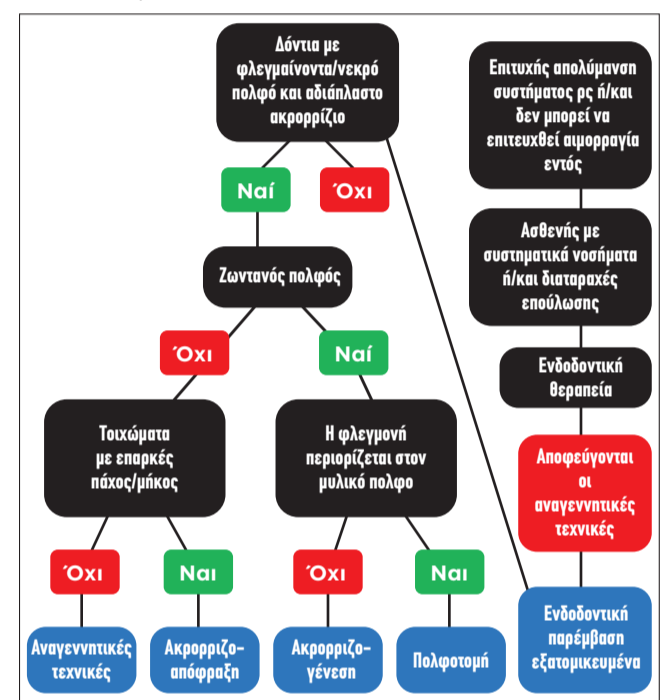 Δόντια με
φλεγμαίνοντα/νεκρό
πολφό και αδιάπλαστο
ακρορρίζιο
Ναί
Όχι
Ζωντανός πολφός
Όχι
Ναί
Τοιχώματα
με επαρκές
πάχος/μήκος
Η φλεγμονή
περιορίζεται στον
μυλικό πολφο
Όχι
Ναι
Όχι
Ναι
Αναγεννητικές
τεχνικές
Ακρορριζο-
απόφραξη
Ακρορριζο-
γένεση
Πολφοτομή
Επιτυχής απολύμανση
συστήματος ρς ή/και
δεν μπορεί να
επιτευχθεί αιμορραγία
εντός
Ασθενής με
συστηματικά νοσήματα
ή/και διαταραχές
επούλωσης
Ενδοδοντική
θεραπεία
Αποφεύγονται
οι
αναγεννητικές
τεχνικές
Ενδοδοντική
παρέμβαση
εξατομικευμένα